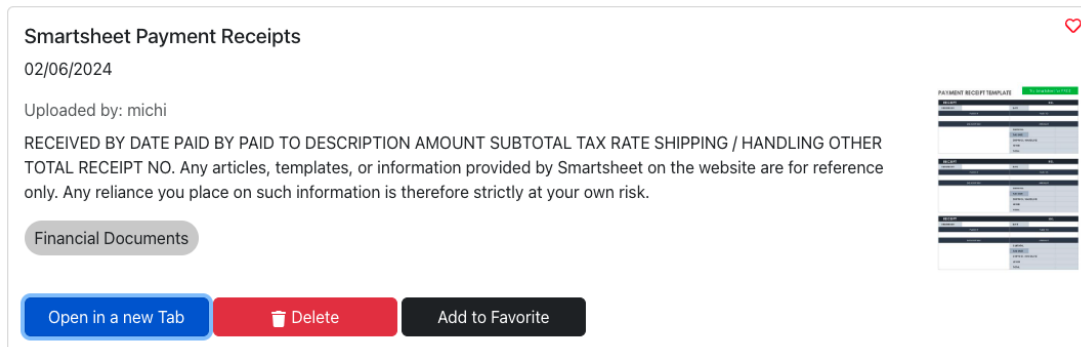 Smartsheet Payment Receipts
02/06/2024
Uploaded by: michi
RECEIVED BY DATE PAID BY PAID TO DESCRIPTION AMOUNT SUBTOTAL TAX RATE SHIPPING / HANDLING OTHER
TOTAL RECEIPT NO. Any articles, templates, or information provided by Smartsheet on the website are for reference
only. Any reliance you place on such information is therefore strictly at your own risk.
Financial Documents
Open in a new Tab
Delete
Add to Favorite
PAYMENT RECEIPT TEMPLATE